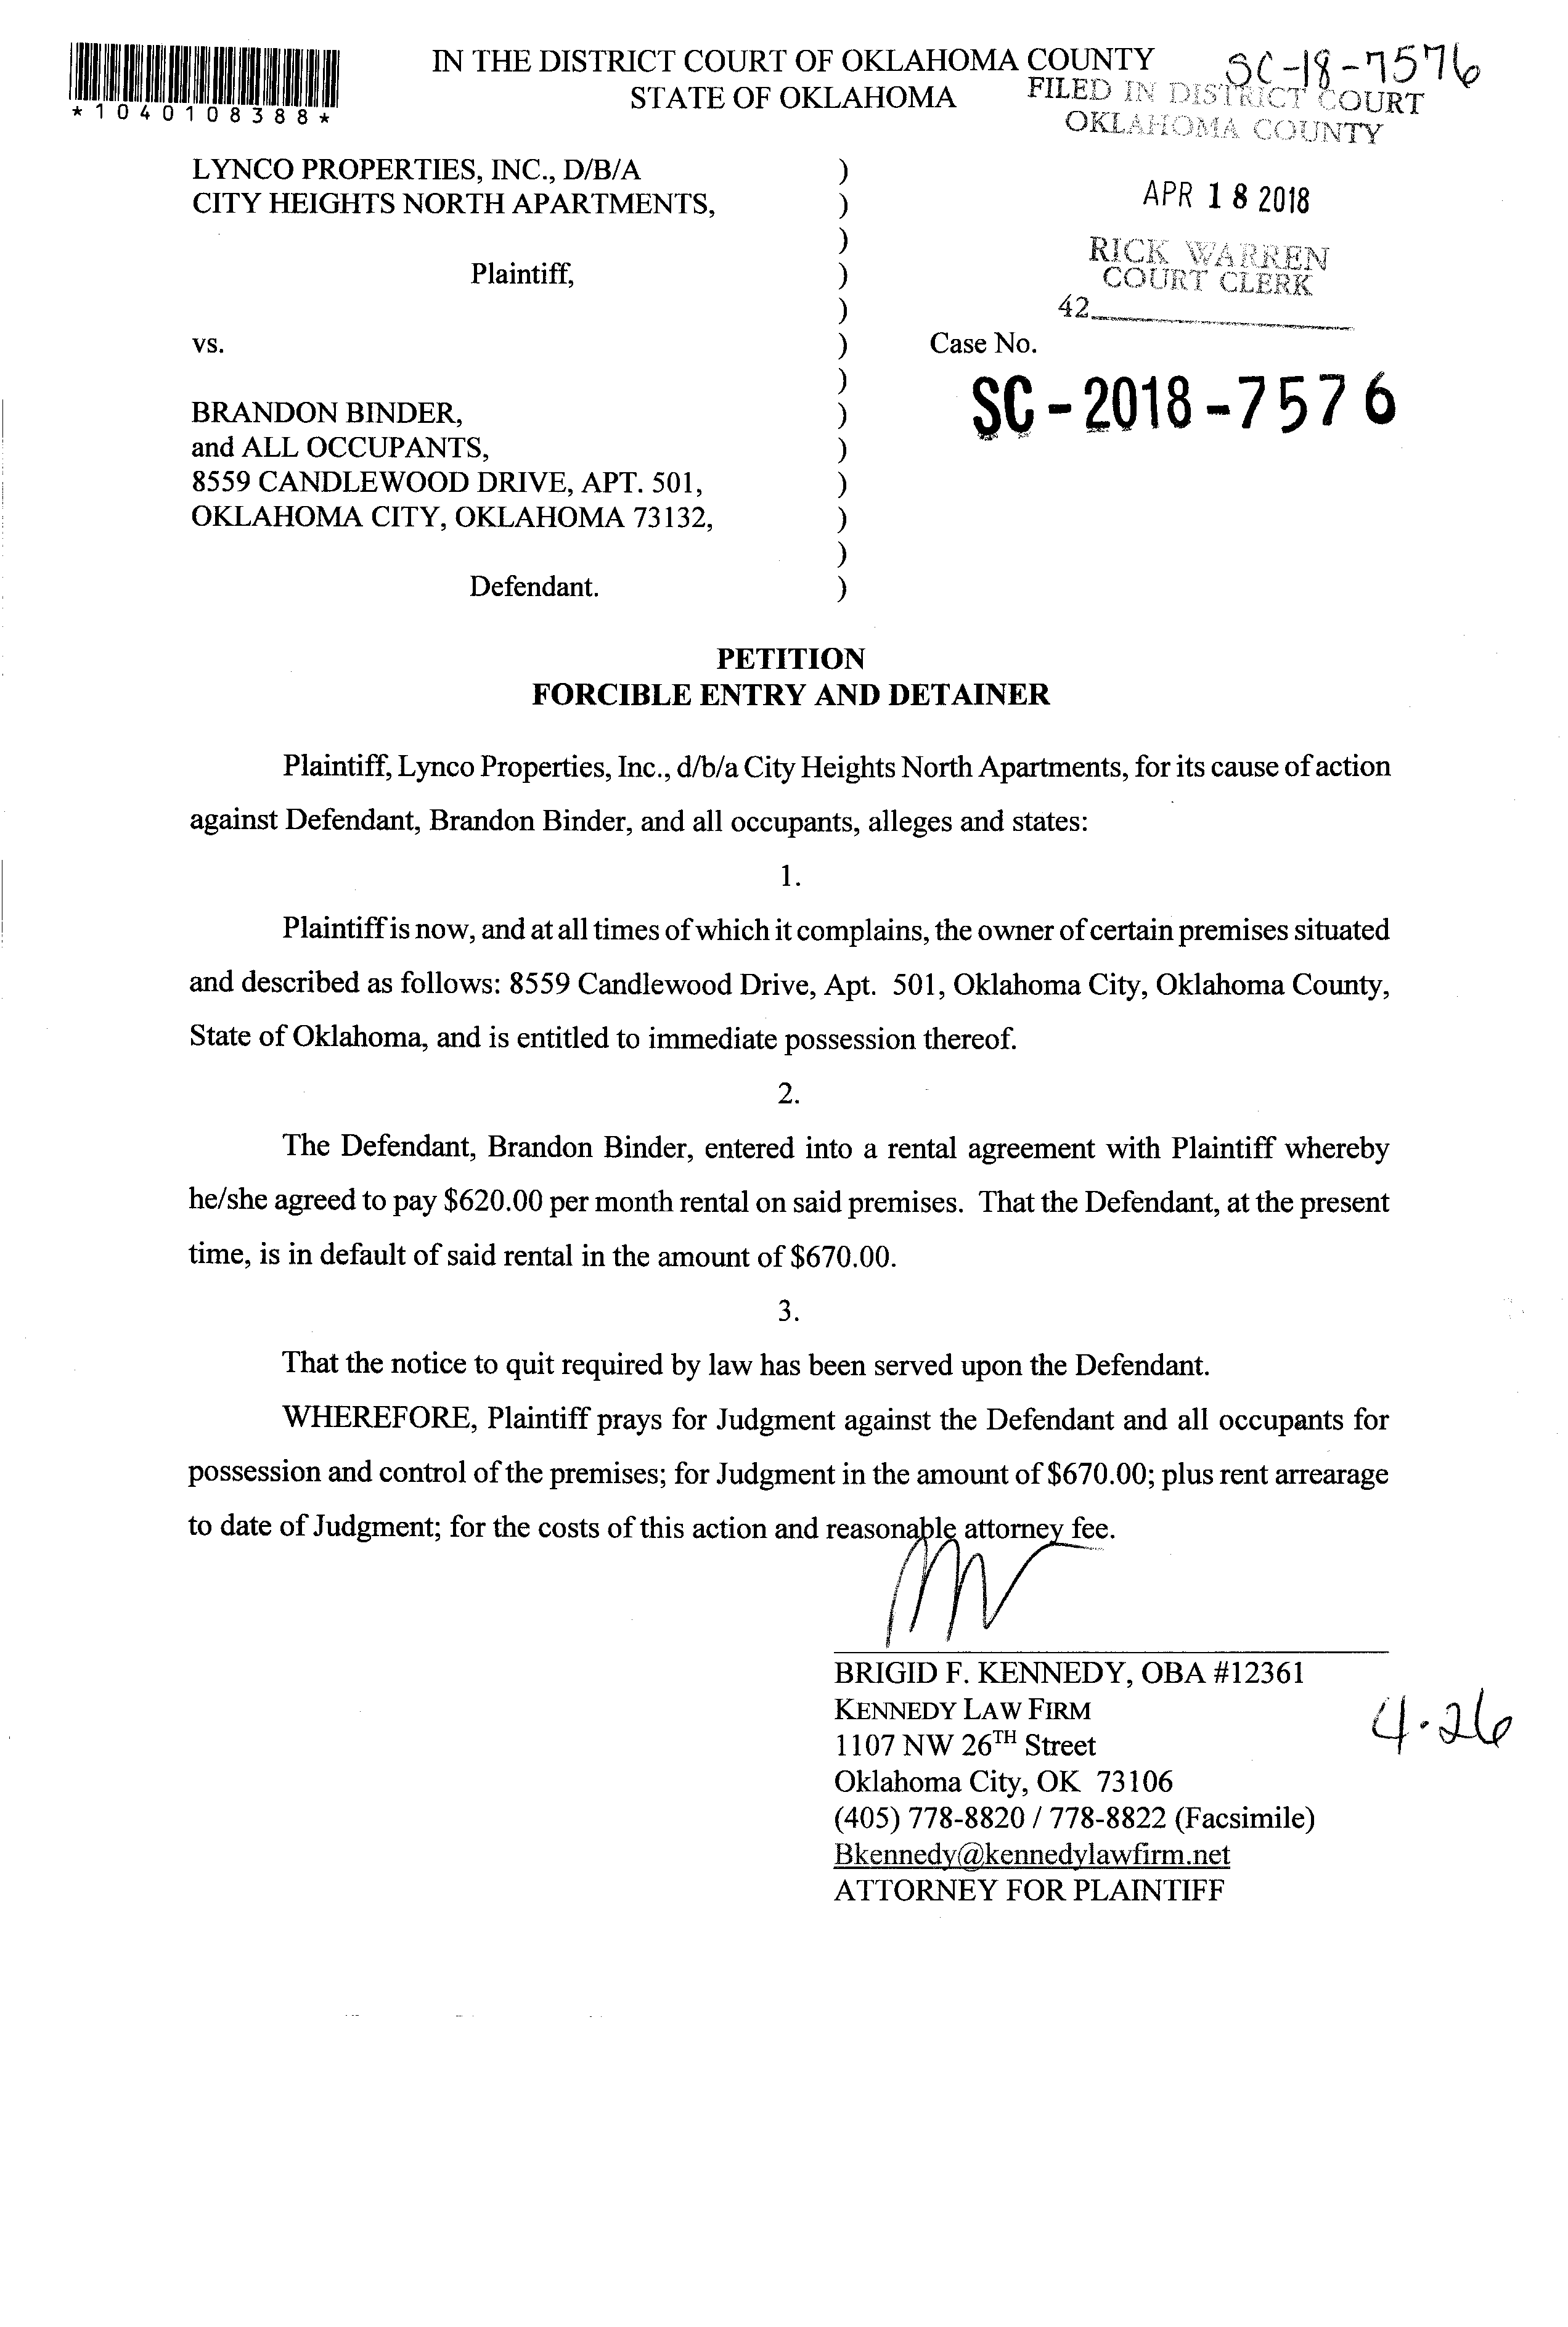 IN THE DISTRICT COURT OF OKLAHOMA COUNTY
STATE OF OKLAHOMA
SC-18-7576
FILED IN DISTRICT COURT
OKLAHOMA COUNTY
*1040108388*
LYNCO PROPERTIES, INC., D/B/A )
CITY HEIGHTS NORTH APARTMENTS, )
)
Plaintiff, )
)
vs. )
)
BRANDON BINDER, )
and ALL OCCUPANTS, )
8559 CANDLEWOOD DRIVE, APT. 501, )
OKLAHOMA CITY, OKLAHOMA 73132, )
)
Defendant. )
APR 18 2018
RICK WARREN
COURT CLERK
42
Case No.
SC-2018-7576
PETITION
FORCIBLE ENTRY AND DETAINER
Plaintiff, Lynco Properties, Inc., d/b/a City Heights North Apartments, for its cause of action
against Defendant, Brandon Binder, and all occupants, alleges and states:
1.
Plaintiff is now, and at all times of which it complains, the owner of certain premises situated
and described as follows: 8559 Candlewood Drive, Apt. 501, Oklahoma City, Oklahoma County,
State of Oklahoma, and is entitled to immediate possession thereof.
2.
The Defendant, Brandon Binder, entered into a rental agreement with Plaintiff whereby
he/she agreed to pay $620.00 per month rental on said premises. That the Defendant, at the present
time, is in default of said rental in the amount of $670.00.
3.
That the notice to quit required by law has been served upon the Defendant.
WHEREFORE, Plaintiff prays for Judgment against the Defendant and all occupants for
possession and control of the premises; for Judgment in the amount of $670.00; plus rent arrearage
to date of Judgment; for the costs of this action and reasonable attorney fee.
BRIGID F. KENNEDY, OBA #12361
KENNEDY LAW FIRM
1107 NW 26TH Street
Oklahoma City, OK 73106
(405) 778-8820 / 778-8822 (Facsimile)
Bkennedy@kennedylawfirm.net
ATTORNEY FOR PLAINTIFF
4.26